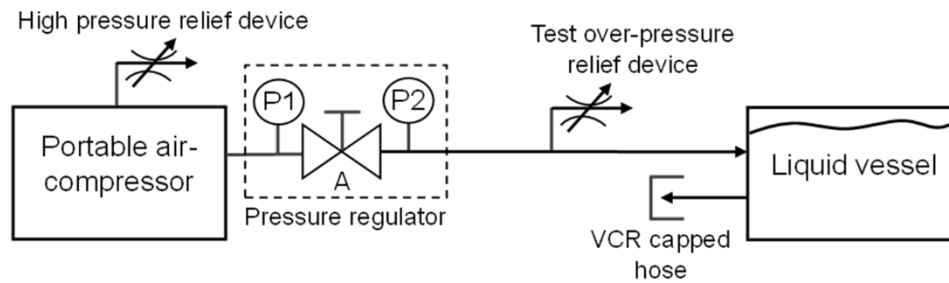 High pressure relief device
Test over-pressure
relief device
P1
P2
Portable air-
compressor
A
Pressure regulator
Liquid vessel
VCR capped
hose